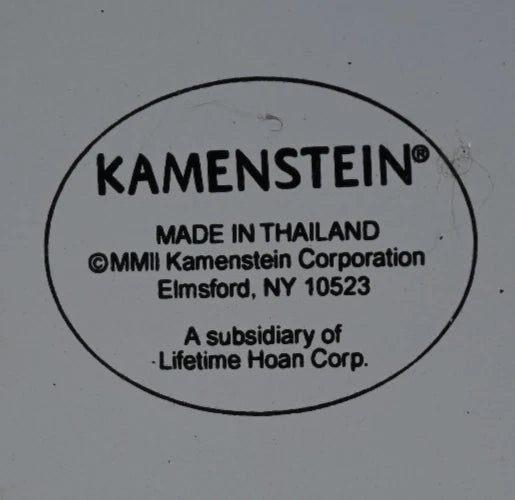 KAMENSTEIN®
MADE IN THAILAND
©MMII Kamenstein Corporation
Elmsford, NY 10523
A subsidiary of
Lifetime Hoan Corp.